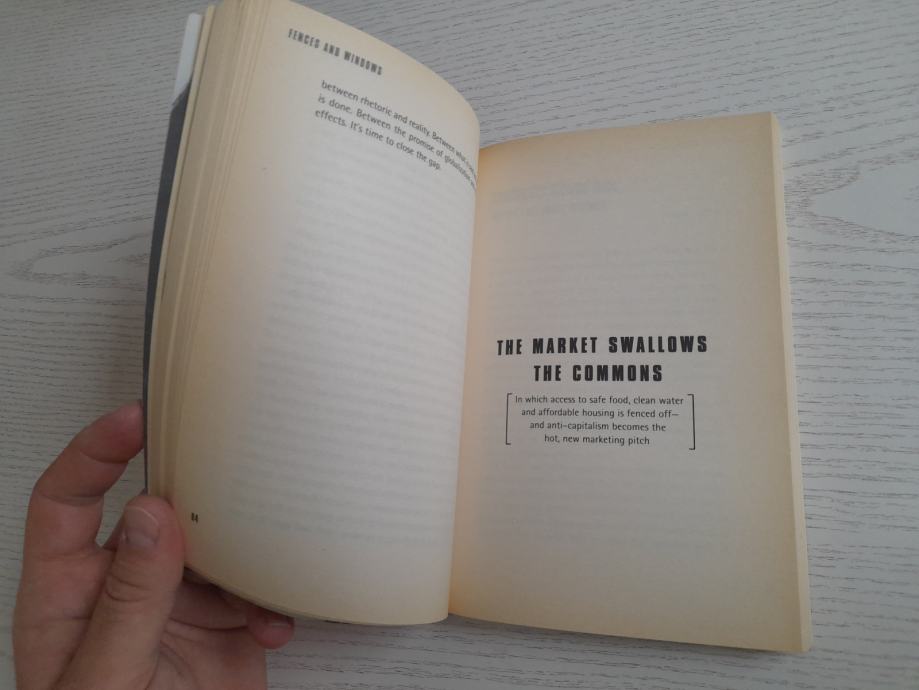 FENCES AND WINDOWS
between rhetoric and reality. Between what
is done. Between the promise of globalization
effects. It's time to close the gap.
84
THE MARKET SWALLOWS
THE COMMONS
In which access to safe food, clean water
and affordable housing is fenced off—
and anti-capitalism becomes the
hot, new marketing pitch